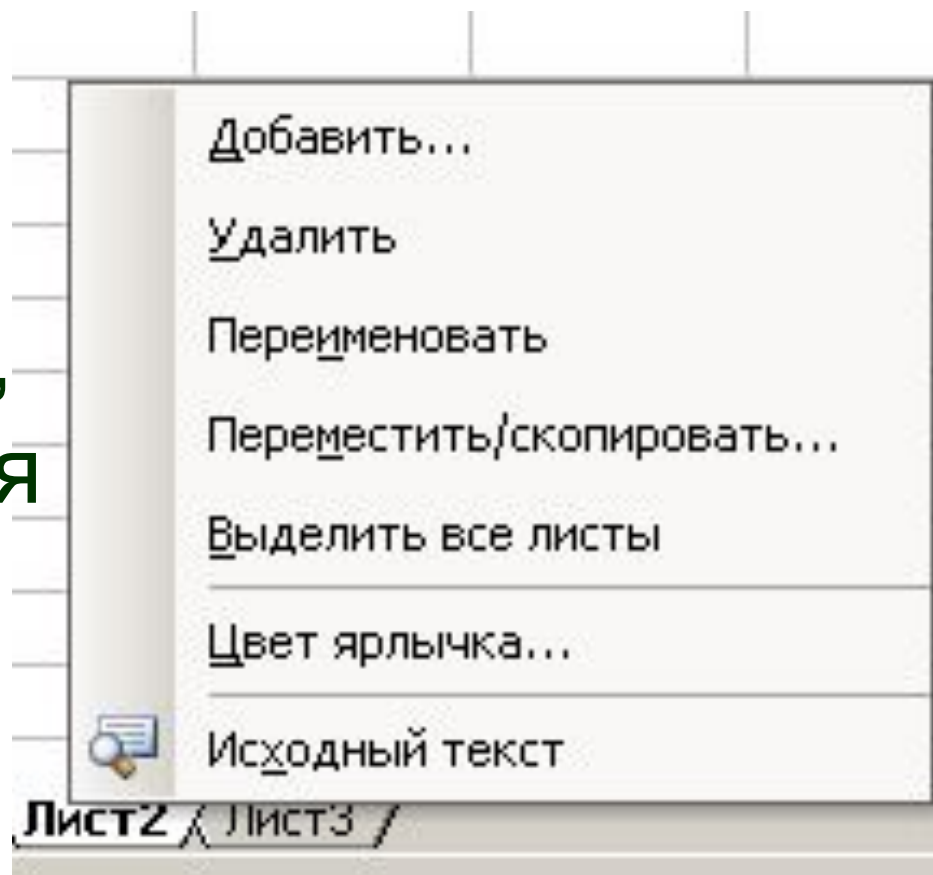 Добавить...
Удалить
Переименовать
Переместить/скопировать...
я
Выделить все листы
Цвет ярлычка...
Исходный текст
Лист2 Лист3